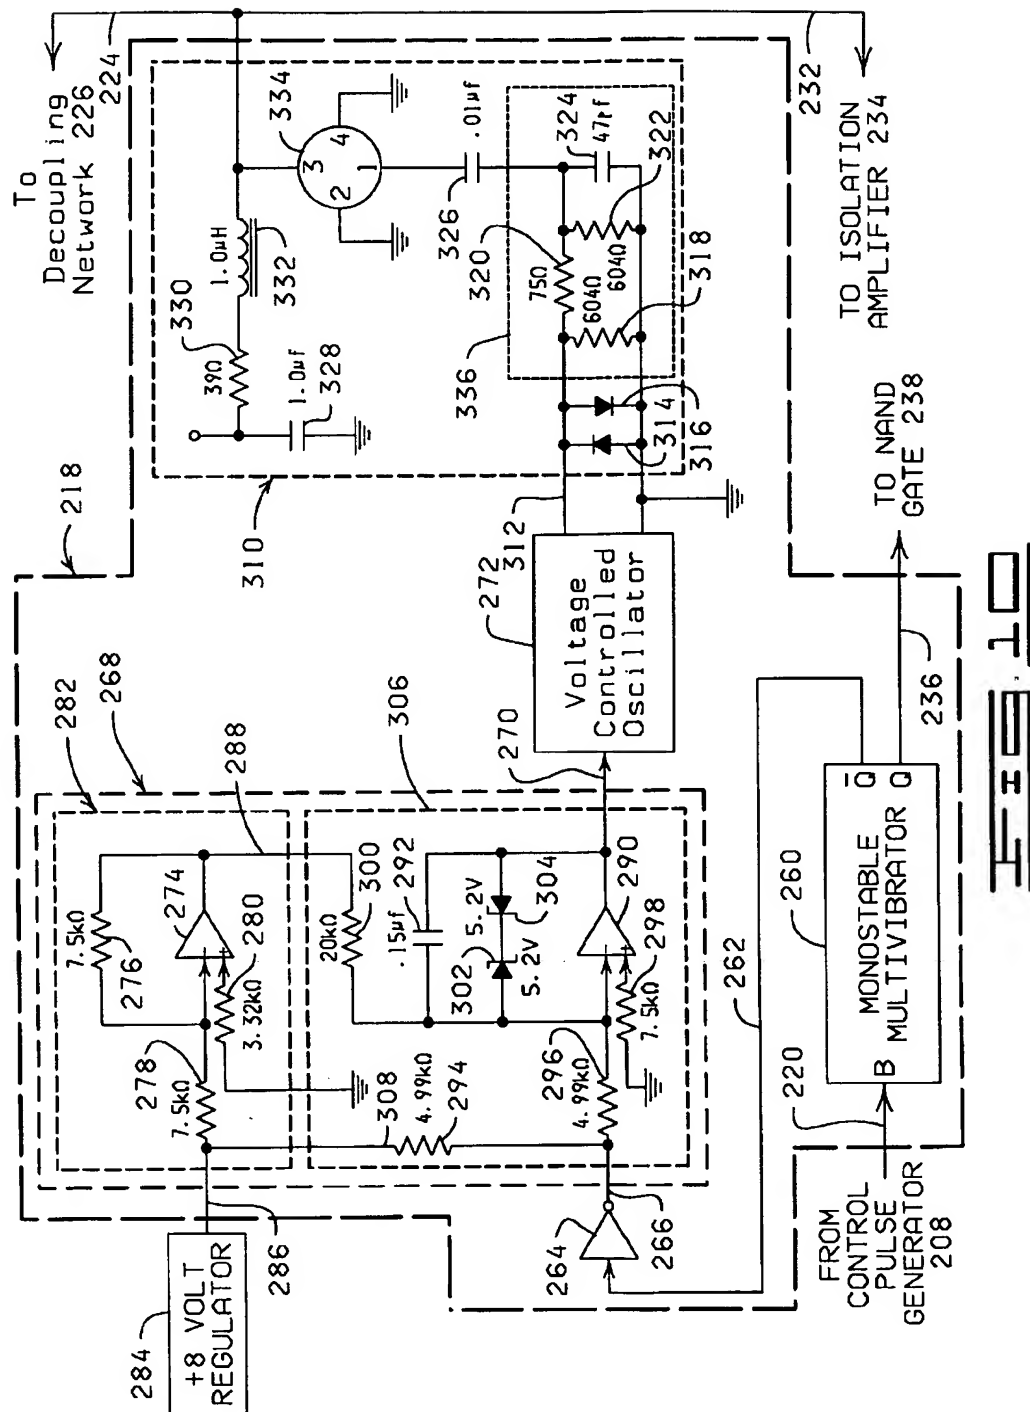 To
Decoupling
Network 226
224
232
TO ISOLATION
AMPLIFIER 234
218
310
330
39Ω
1.0μH
332
1.0μf
328
334
3
2
4
1
326
.01μf
324
47pf
322
320
75Ω
604Ω
604Ω
318
336
314
316
312
272
Voltage
Controlled
Oscillator
270
TO NAND
GATE 238
236
282
268
306
288
7.5kΩ
276
274
280
3.32kΩ
278
7.5kΩ
300
20kΩ
292
.15μf
5.2V
304
302
5.2V
290
298
7.5kΩ
296
4.99kΩ
308
4.99kΩ
294
284
+8 VOLT
REGULATOR
286
264
266
262
260
MONOSTABLE
MULTIVIBRATOR
B
Q̅
Q
220
FROM
CONTROL
PULSE
GENERATOR
208
FIG.10